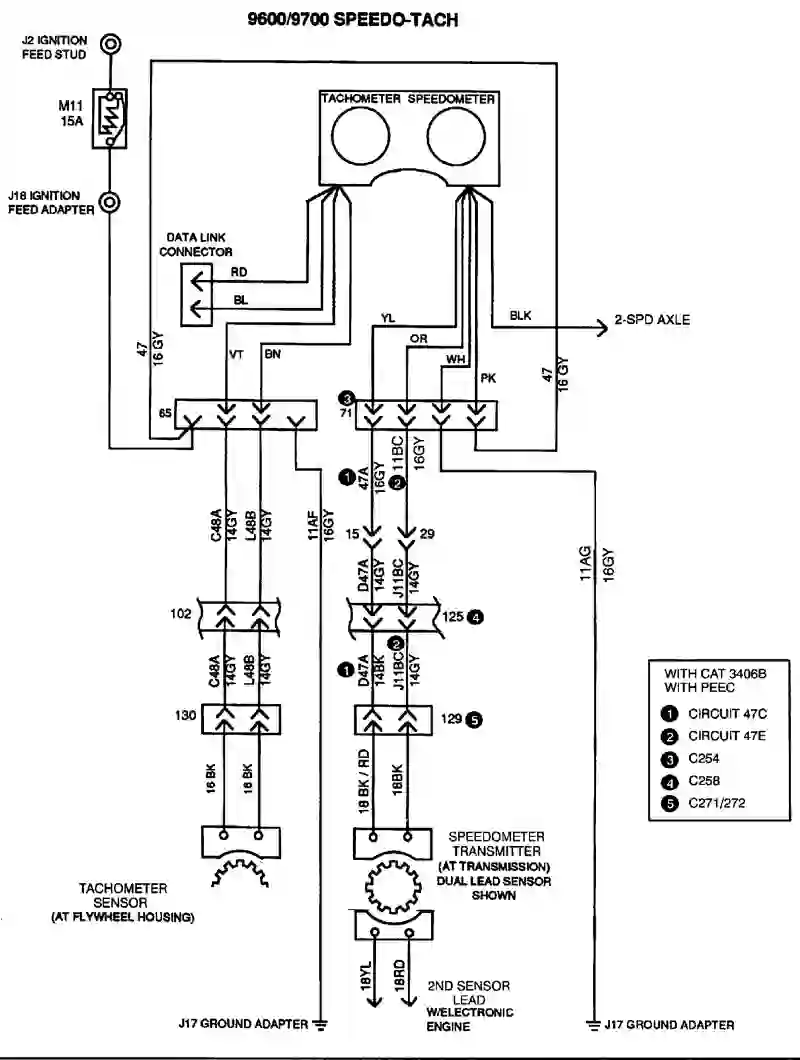 9600/9700 SPEEDO-TACH
J2 IGNITION
FEED STUD
M11
15A
J18 IGNITION
FEED ADAPTER
TACHOMETER SPEEDOMETER
DATA LINK
CONNECTOR
RD
BL
VT
BN
YL
OR
WH
PK
BLK
2-SPD AXLE
47
16 GY
47
16 GY
65
3
71
1
47A
16GY
2
11BC
16GY
C48A
14GY
L48B
14GY
11AF
16GY
15
29
D47A
14GY
J11BC
14GY
11AG
16GY
102
125 4
C48A
14GY
L48B
14GY
1
D47A
14BK
2
J11BC
14GY
130
129 5
16 BK
16 BK
18 BK / RD
18BK
WITH CAT 3406B
WITH PEEC
1 CIRCUIT 47C
2 CIRCUIT 47E
3 C254
4 C258
5 C271/272
SPEEDOMETER
TRANSMITTER
(AT TRANSMISSION)
DUAL LEAD SENSOR
SHOWN
TACHOMETER
SENSOR
(AT FLYWHEEL HOUSING)
18YL
18RD
2ND SENSOR
LEAD
W/ELECTRONIC
ENGINE
J17 GROUND ADAPTER
J17 GROUND ADAPTER